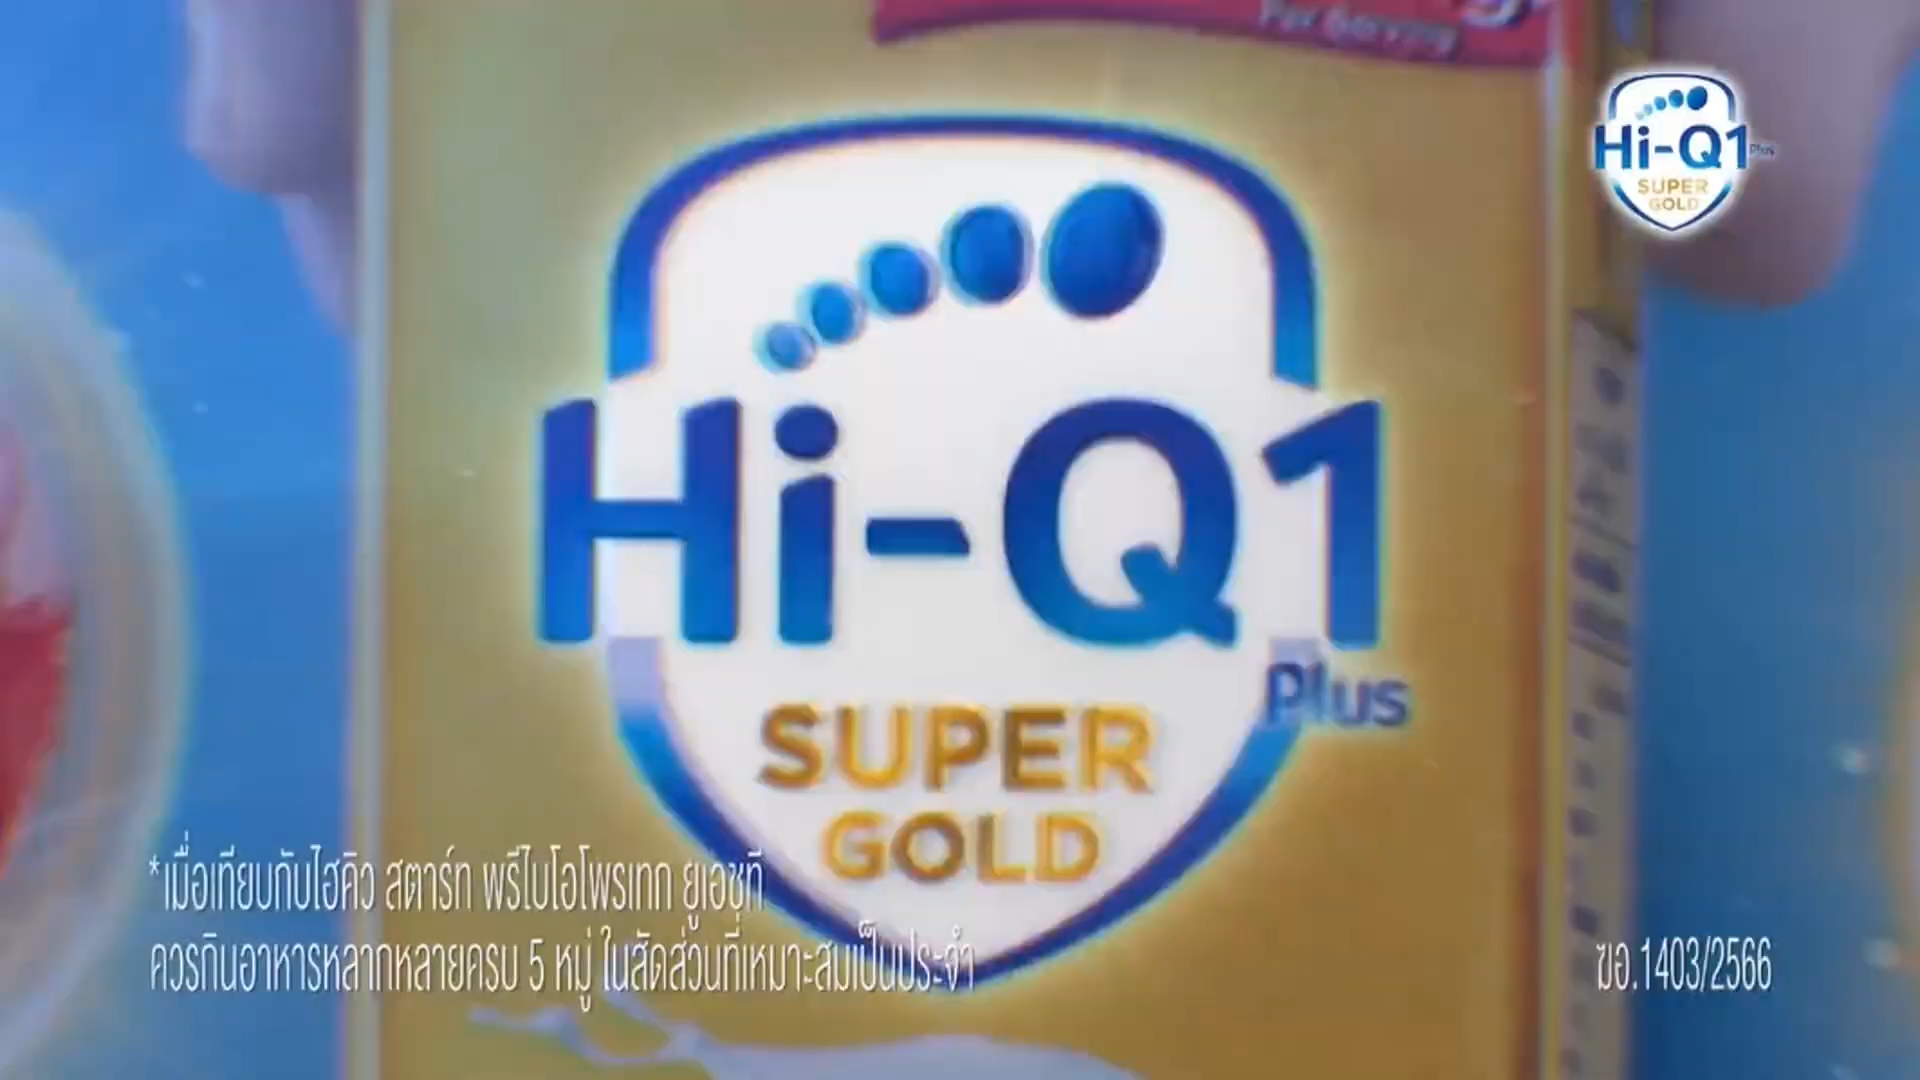 Per Serving
Hi-Q1 Plus
SUPER
GOLD
Hi-Q1
Plus
SUPER
GOLD
*เมื่อเทียบกับไฮคิว สตาร์ท พรีไบโอโพรเทก ยูเอชที
ควรกินอาหารหลากหลายครบ 5 หมู่ ในสัดส่วนที่เหมาะสมเป็นประจำ
ฆอ.1403/2566